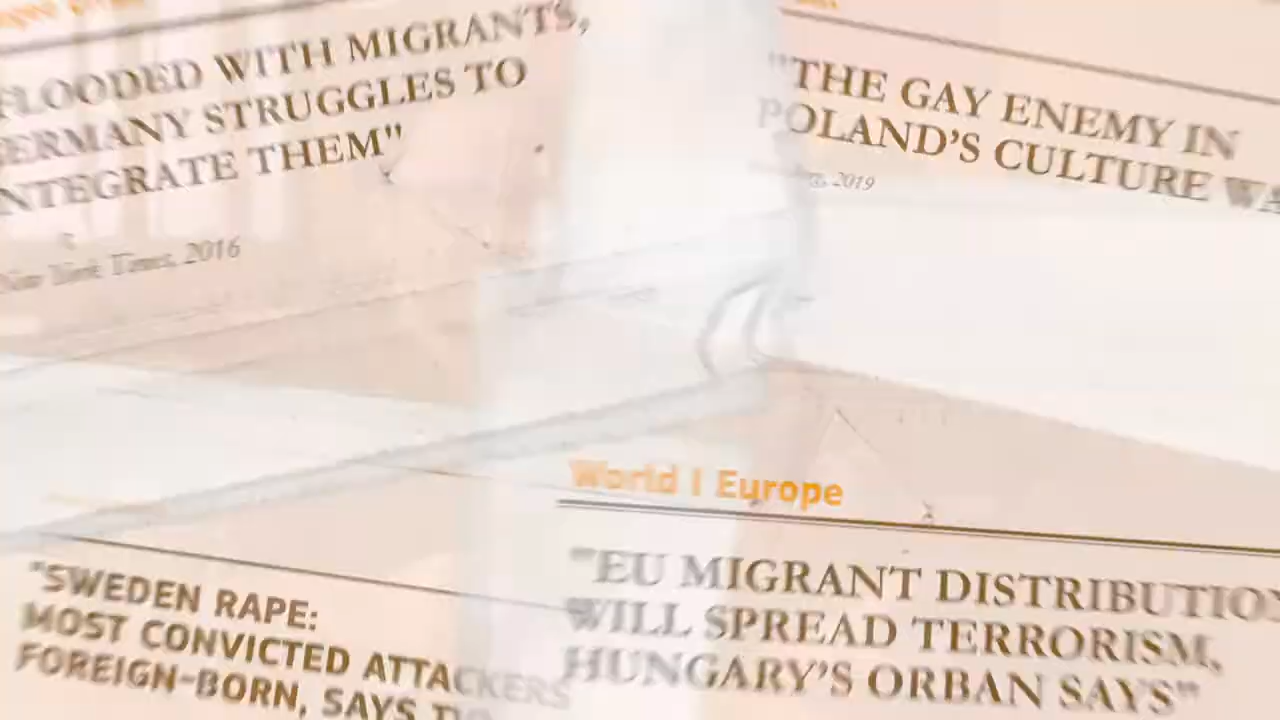 FLOODED WITH MIGRANTS,
GERMANY STRUGGLES TO
INTEGRATE THEM"
New York Times, 2016
"THE GAY ENEMY IN
POLAND'S CULTURE WA
2019
"SWEDEN RAPE:
MOST CONVICTED ATTACKERS
FOREIGN-BORN, SAYS
World | Europe
"EU MIGRANT DISTRIBUTION
WILL SPREAD TERRORISM,
HUNGARY'S ORBAN SAYS"